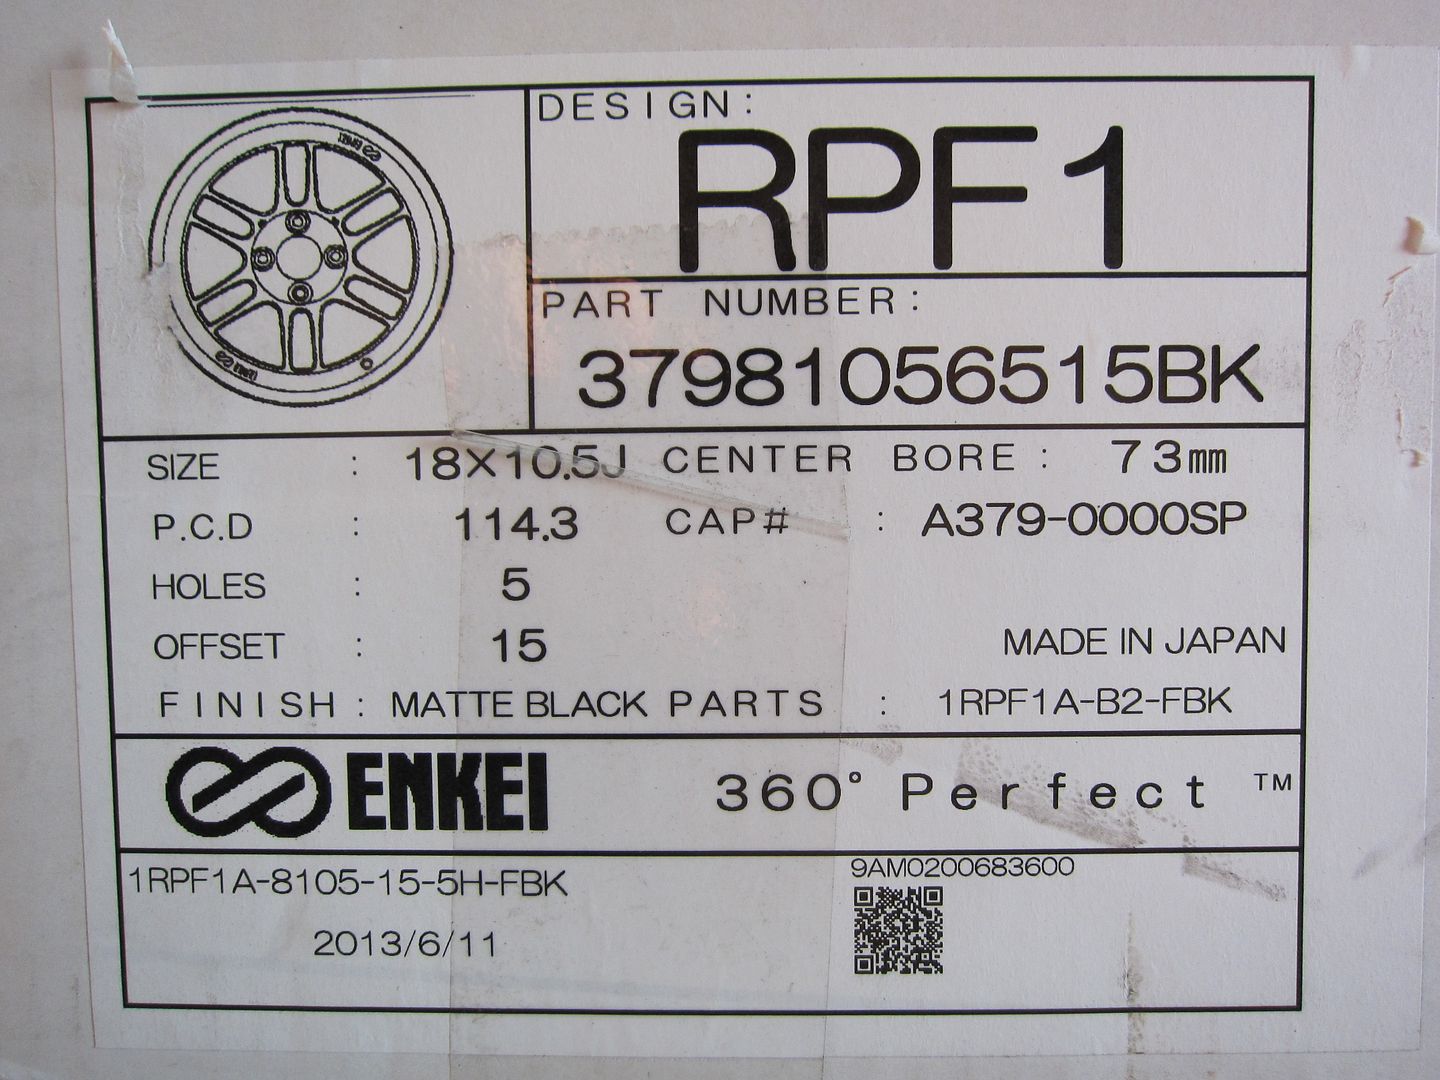 DESIGN:
RPF1
PART NUMBER:
37981056515BK
SIZE : 18X10.5J CENTER BORE: 73mm
P.C.D : 114.3 CAP# : A379-0000SP
HOLES : 5
OFFSET : 15 MADE IN JAPAN
FINISH: MATTE BLACK PARTS : 1RPF1A-B2-FBK
ENKEI 360° Perfect ™
1RPF1A-8105-15-5H-FBK 9AM0200683600
2013/6/11